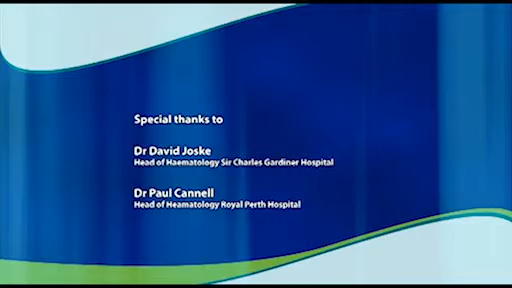 Special thanks to
Dr David Joske
Head of Haematology Sir Charles Gardiner Hospital
Dr Paul Cannell
Head of Heamatology Royal Perth Hospital